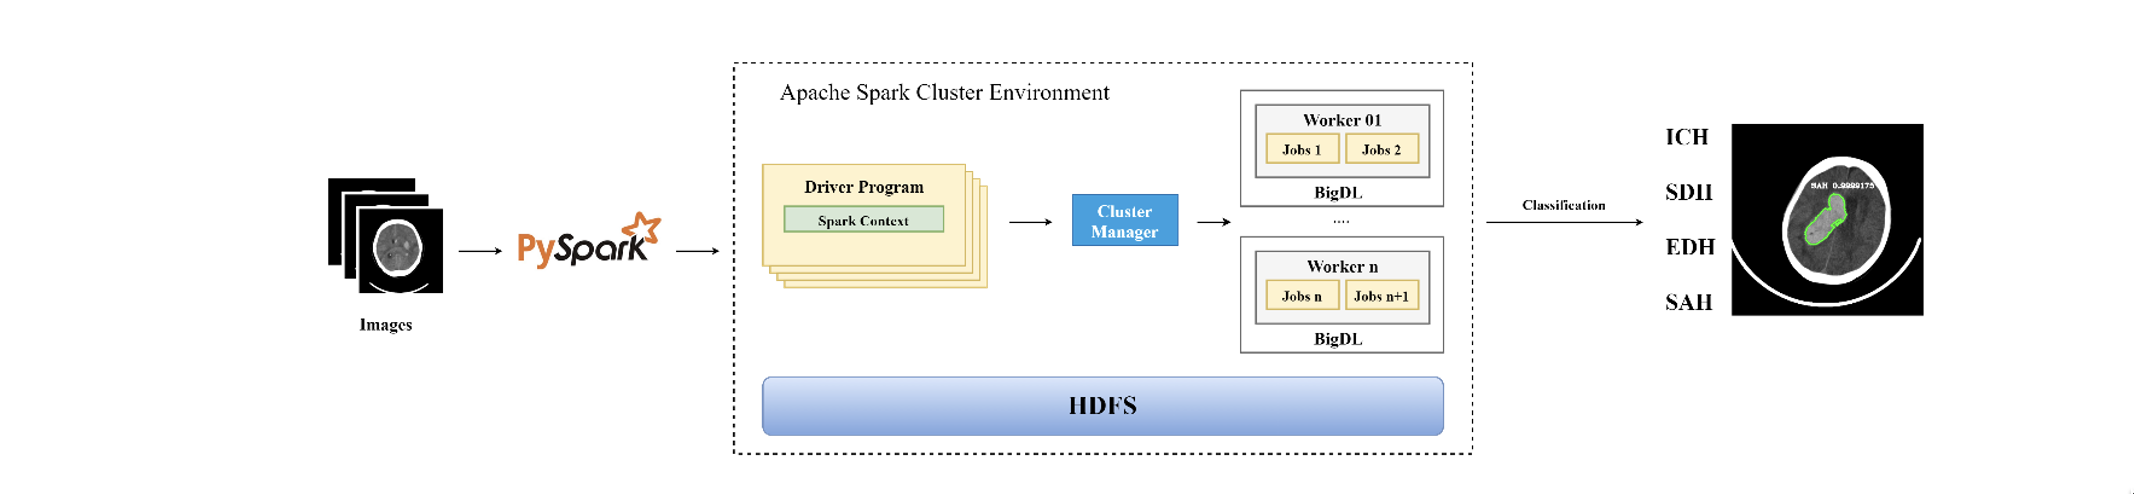 Images
PySpark
Apache Spark Cluster Environment
Driver Program
Spark Context
Cluster
Manager
Worker 01
Jobs 1
Jobs 2
BigDL
....
Worker n
Jobs n
Jobs n+1
BigDL
HDFS
Classification
ICH
SDH
EDH
SAH
SAH 0.9999175